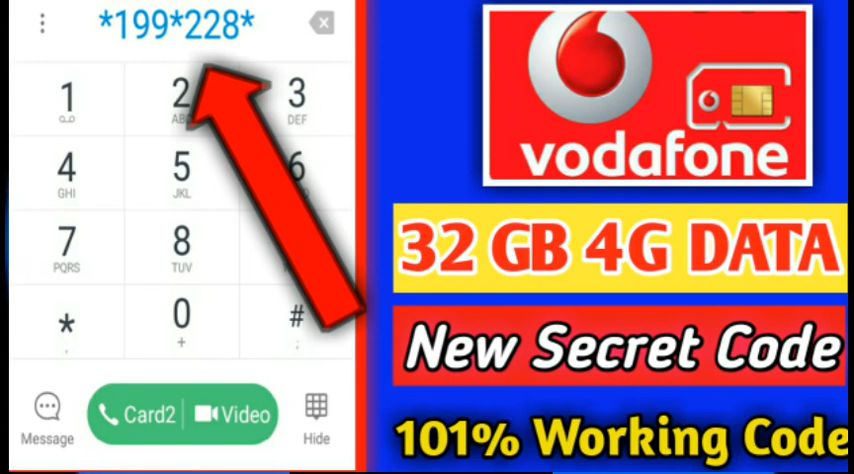 *199*228*
1
2
ABC
3
DEF
4
GHI
5
JKL
6
7
PQRS
8
TUV
*
,
0
+
#
;
Message
Card2
Video
Hide
vodafone
32 GB 4G DATA
New Secret Code
101% Working Code